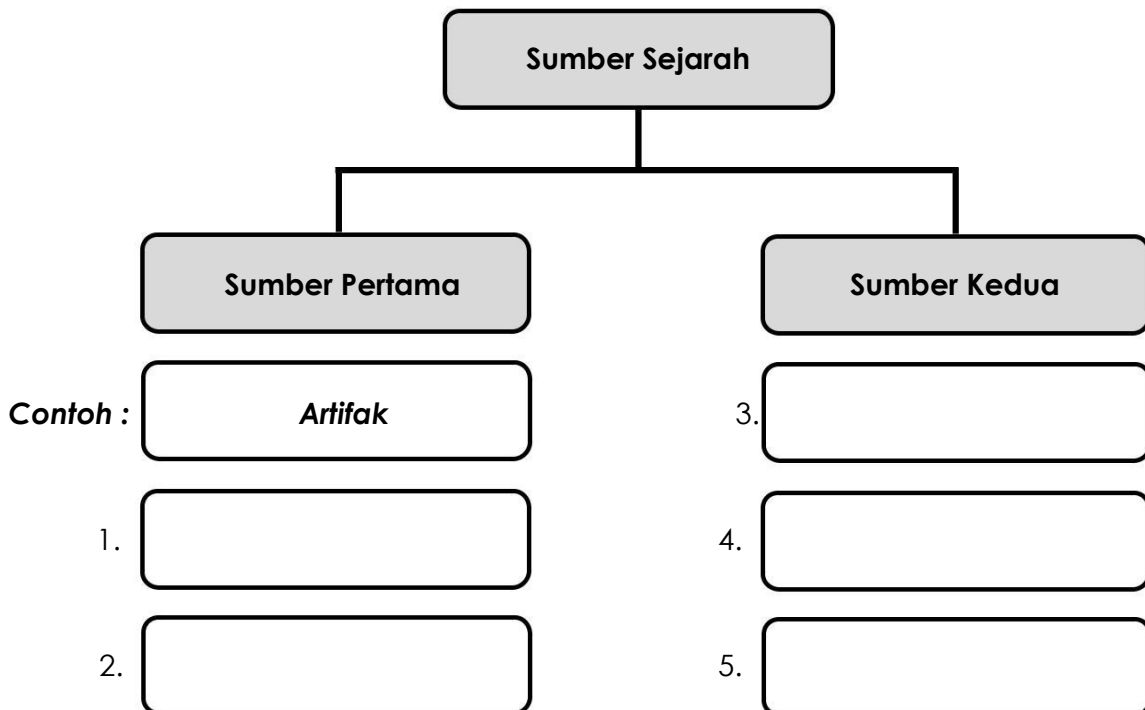 Sumber Sejarah
Sumber Pertama
Sumber Kedua
Contoh :
Artifak
3.
1.
4.
2.
5.